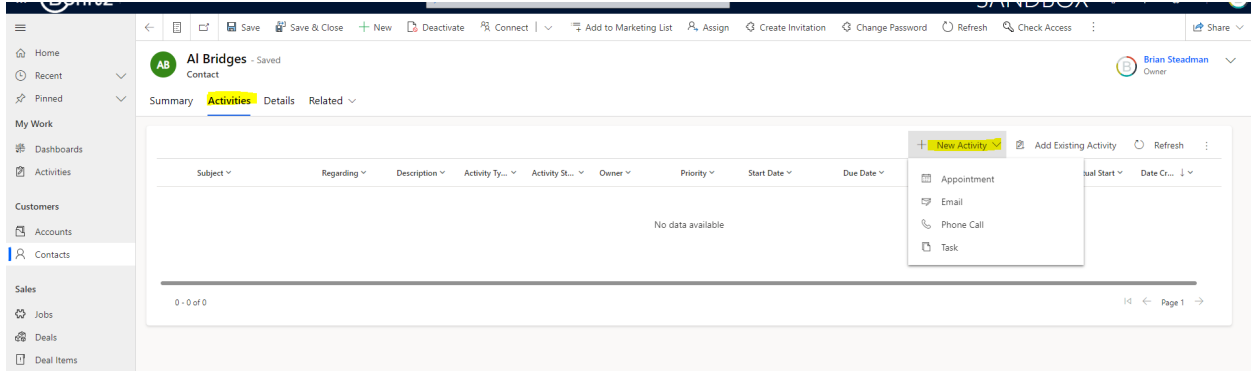 SANDBOX
Save
Save & Close
New
Deactivate
Connect
Add to Marketing List
Assign
Create Invitation
Change Password
Refresh
Check Access
Share
Home
Recent
Pinned
My Work
Dashboards
Activities
Customers
Accounts
Contacts
Sales
Jobs
Deals
Deal Items
AB
Al Bridges - Saved
Contact
B
Brian Steadman
Owner
Summary
Activities
Details
Related
New Activity
Add Existing Activity
Refresh
Subject
Regarding
Description
Activity Ty...
Activity St...
Owner
Priority
Start Date
Due Date
tual Start
Date Cr...
Appointment
Email
Phone Call
Task
No data available
0 - 0 of 0
Page 1